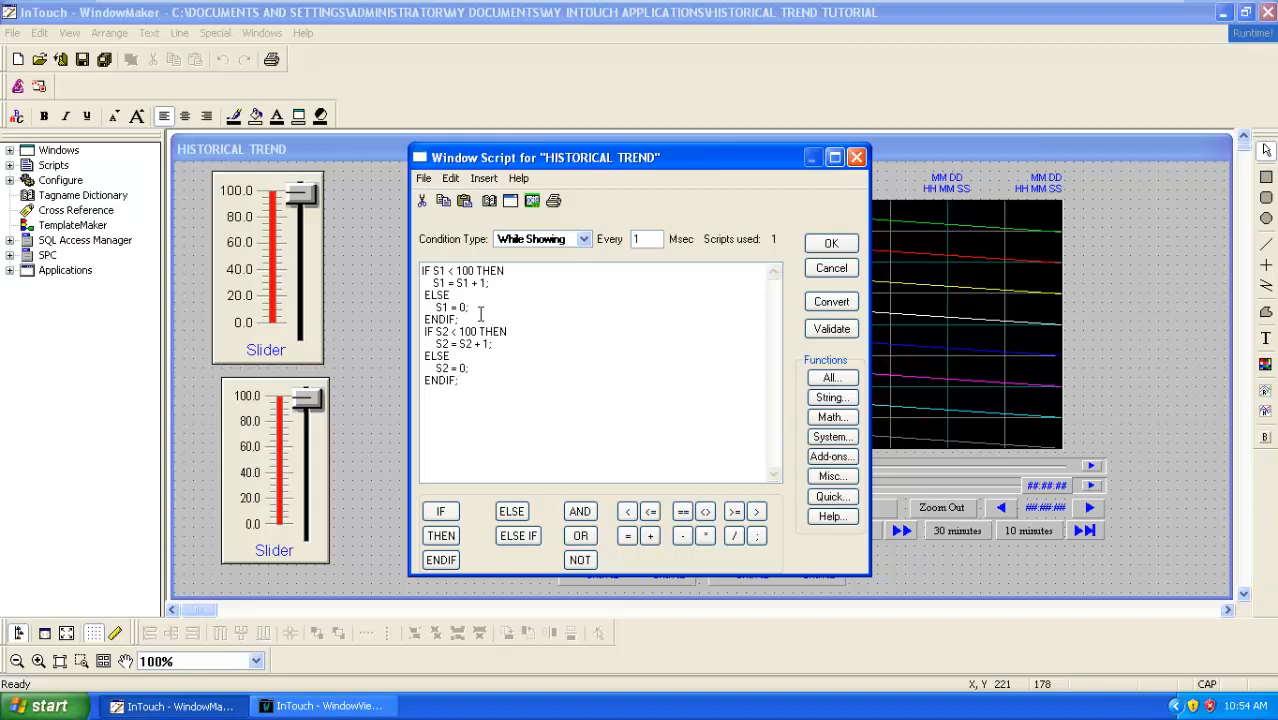 InTouch - WindowMaker - C:\DOCUMENTS AND SETTINGS\ADMINISTRATOR\MY DOCUMENTS\MY INTOUCH APPLICATIONS\HISTORICAL TREND TUTORIAL
File Edit View Arrange Text Line Special Windows Help
Runtime!
Windows
Scripts
Configure
Tagname Dictionary
Cross Reference
TemplateMaker
SQL Access Manager
SPC
Applications
HISTORICAL TREND
100.0
80.0
60.0
40.0
20.0
0.0
Slider
100.0
80.0
60.0
40.0
20.0
0.0
Slider
Window Script for "HISTORICAL TREND"
File Edit Insert Help
Condition Type: While Showing Every 1 Msec Scripts used: 1
IF S1 < 100 THEN
S1 = S1 + 1;
ELSE
S1 = 0;
ENDIF;
IF S2 < 100 THEN
S2 = S2 + 1;
ELSE
S2 = 0;
ENDIF;
OK
Cancel
Convert
Validate
Functions
All...
String...
Math...
System...
Add-ons...
Misc...
Quick...
Help...
IF ELSE AND < <= == <> >= >
THEN ELSE IF OR = + - * / ;
ENDIF NOT
MM DD MM DD
HH MM SS HH MM SS
##:##:##
Zoom Out ##:##:##
30 minutes 10 minutes
100%
Ready X, Y 221 178 CAP
start InTouch - WindowMa... InTouch - WindowVie... 10:54 AM